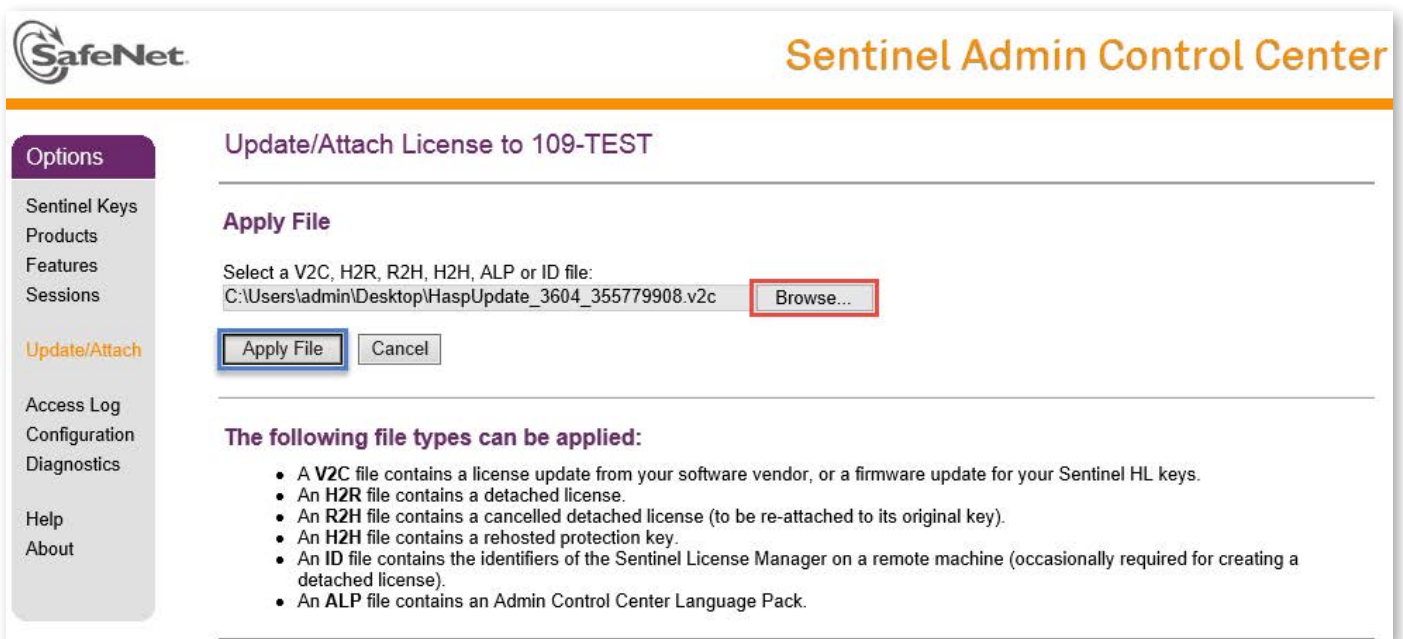 SafeNet.
Sentinel Admin Control Center
Options
Sentinel Keys
Products
Features
Sessions
Update/Attach
Access Log
Configuration
Diagnostics
Help
About
Update/Attach License to 109-TEST
Apply File
Select a V2C, H2R, R2H, H2H, ALP or ID file:
C:\Users\admin\Desktop\HaspUpdate_3604_355779908.v2c Browse...
Apply File Cancel
The following file types can be applied:
• A V2C file contains a license update from your software vendor, or a firmware update for your Sentinel HL keys.
• An H2R file contains a detached license.
• An R2H file contains a cancelled detached license (to be re-attached to its original key).
• An H2H file contains a rehosted protection key.
• An ID file contains the identifiers of the Sentinel License Manager on a remote machine (occasionally required for creating a
detached license).
• An ALP file contains an Admin Control Center Language Pack.